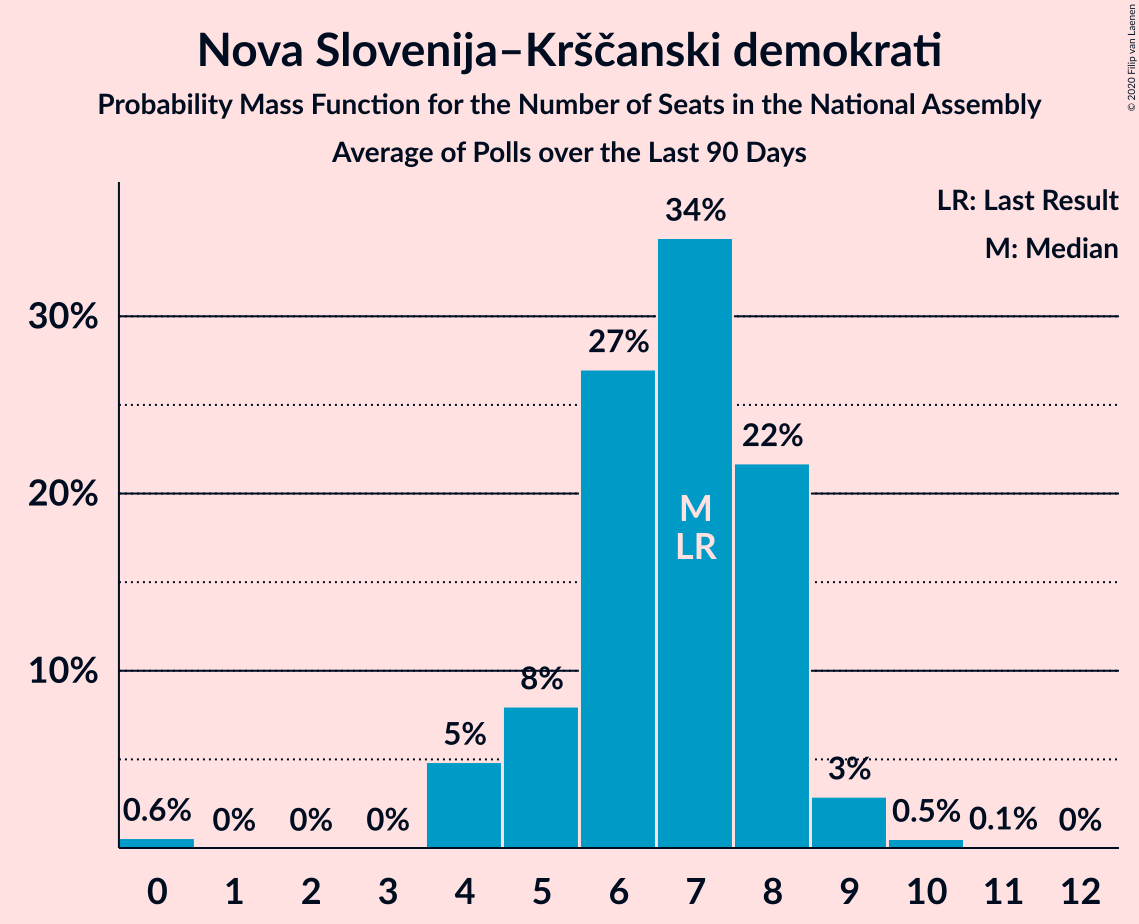 Nova Slovenija–Krščanski demokrati
Probability Mass Function for the Number of Seats in the National Assembly
Average of Polls over the Last 90 Days
© 2020 Filip van Laenen
LR: Last Result
M: Median
34%
30%
27%
22%
20%
M
LR
10%
8%
5%
3%
0.6%
0%
0%
0%
0.5%
0.1%
0%
0 1 2 3 4 5 6 7 8 9 10 11 12